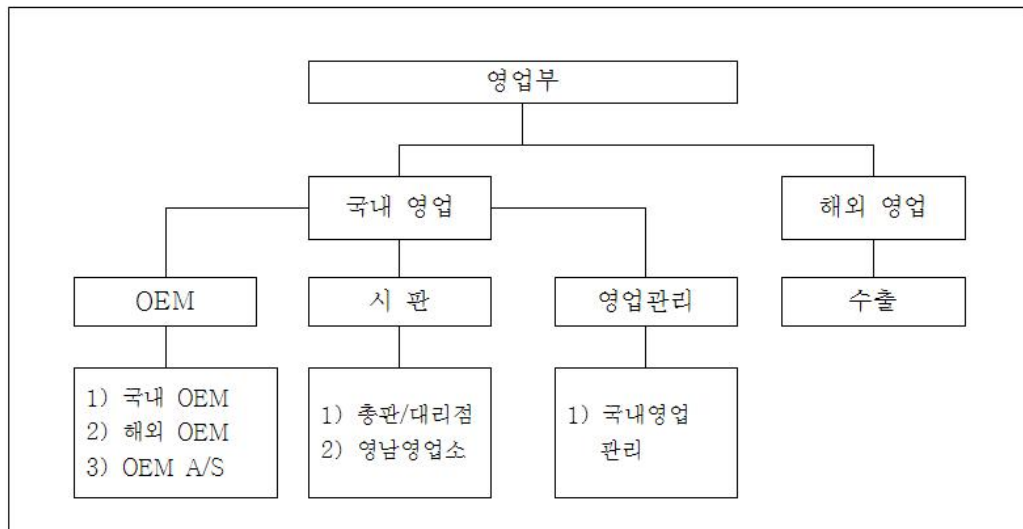 영업부
국내 영업
해외 영업
OEM
시 판
영업관리
수출
1) 국내 OEM
2) 해외 OEM
3) OEM A/S
1) 총판/대리점
2) 영남영업소
1) 국내영업
관리